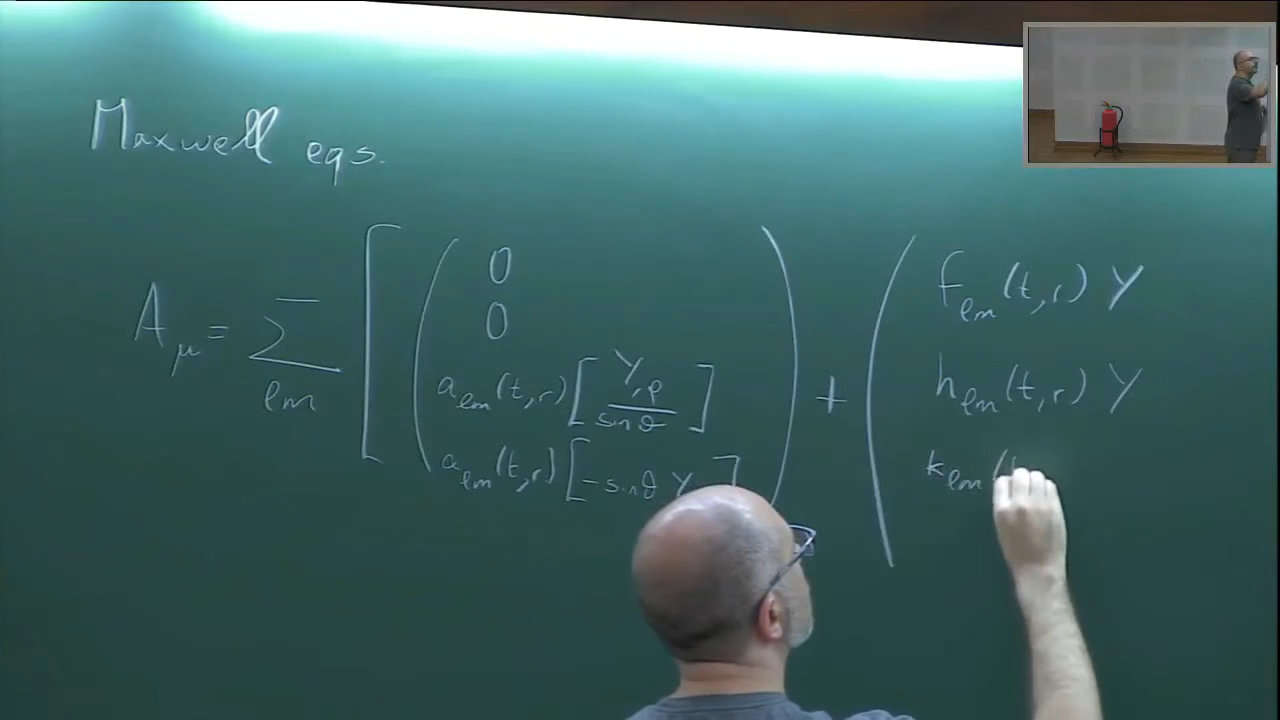 Maxwell eqs.
A_μ = Σ_{lm} [ ( 0
0
a_{lm}(t,r) [ Y_{,φ} / sin θ ]
a_{lm}(t,r) [ - sin θ Y ] ) + ( f_{lm}(t,r) Y
h_{lm}(t,r) Y
k_{lm}(t